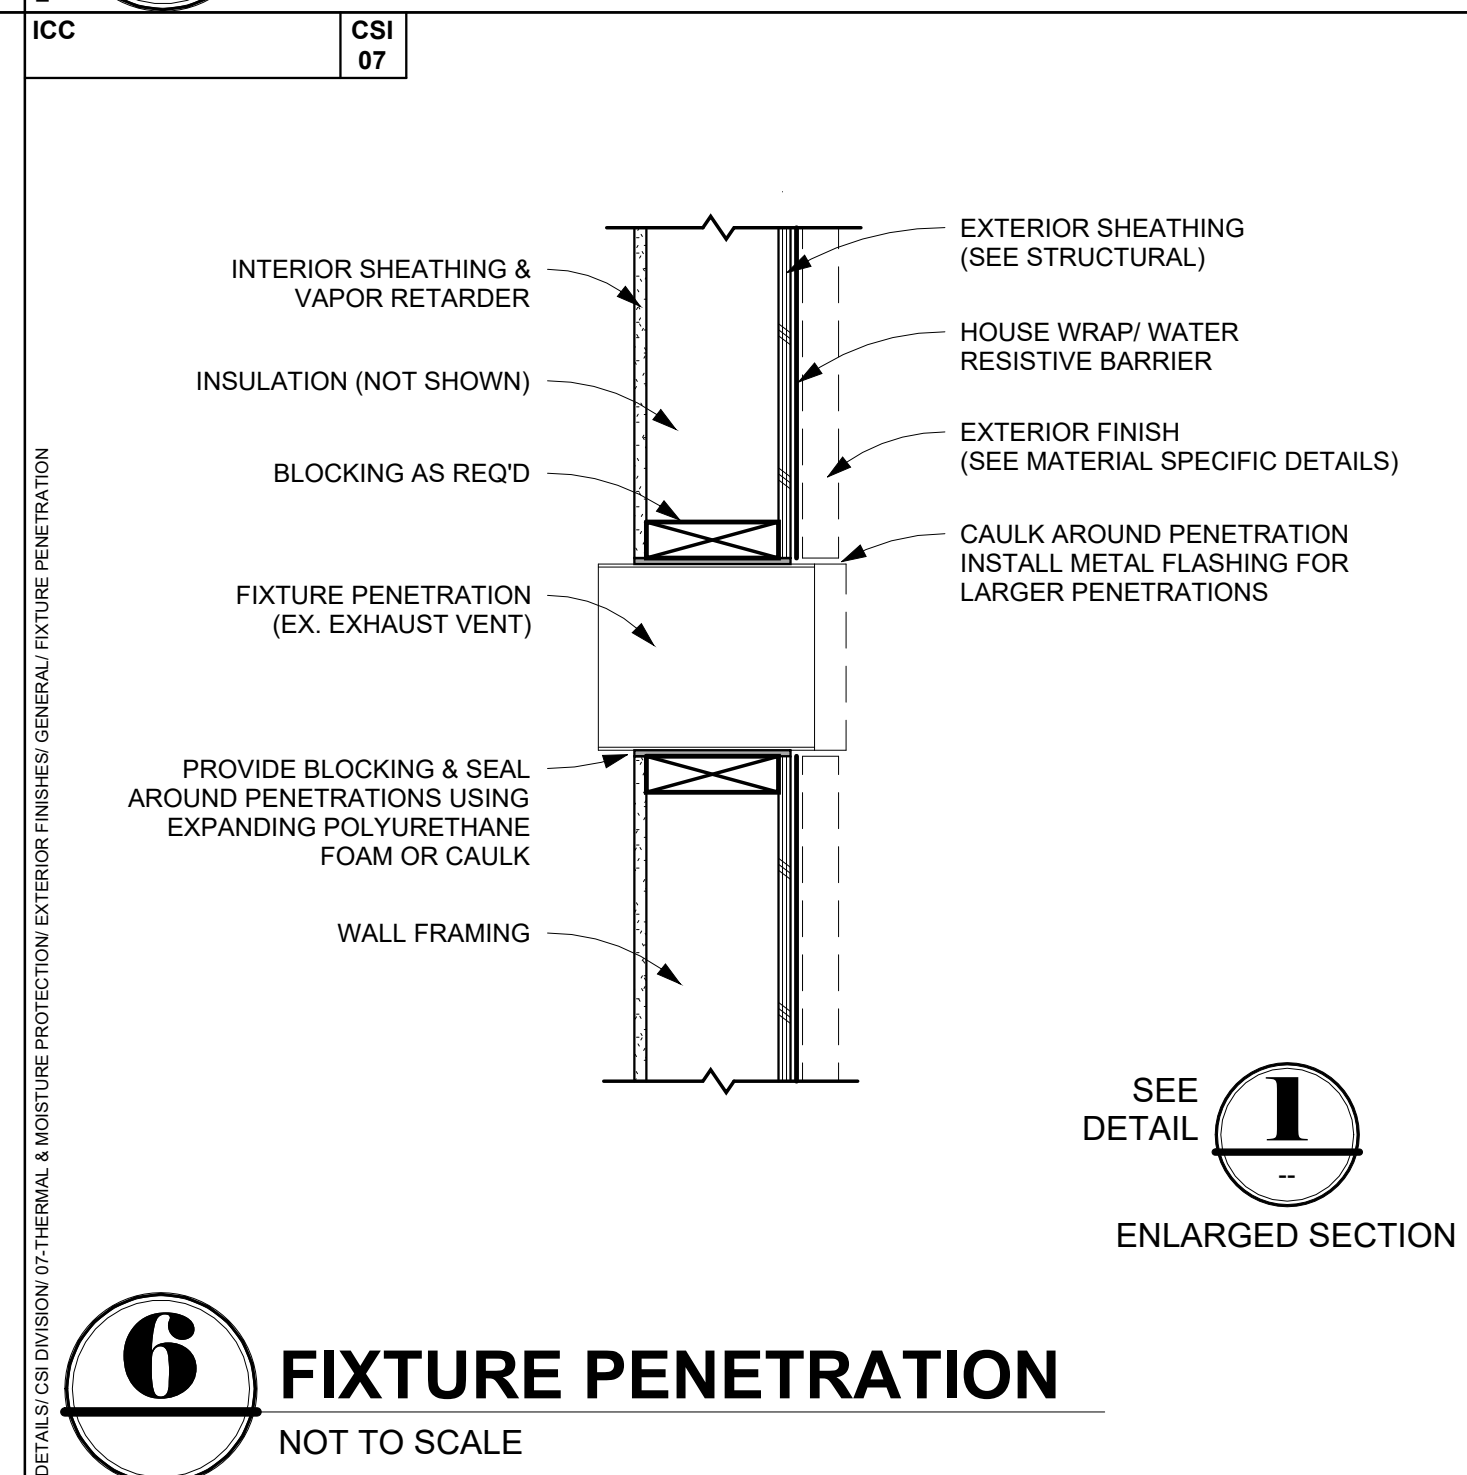 ICC
CSI
07
INTERIOR SHEATHING &
VAPOR RETARDER
INSULATION (NOT SHOWN)
BLOCKING AS REQ'D
FIXTURE PENETRATION
(EX. EXHAUST VENT)
PROVIDE BLOCKING & SEAL
AROUND PENETRATIONS USING
EXPANDING POLYURETHANE
FOAM OR CAULK
WALL FRAMING
EXTERIOR SHEATHING
(SEE STRUCTURAL)
HOUSE WRAP/ WATER
RESISTIVE BARRIER
EXTERIOR FINISH
(SEE MATERIAL SPECIFIC DETAILS)
CAULK AROUND PENETRATION
INSTALL METAL FLASHING FOR
LARGER PENETRATIONS
SEE
DETAIL
1
--
ENLARGED SECTION
6
FIXTURE PENETRATION
NOT TO SCALE
DETAILS/ CSI DIVISION/ 07-THERMAL & MOISTURE PROTECTION/ EXTERIOR FINISHES/ GENERAL/ FIXTURE PENETRATION